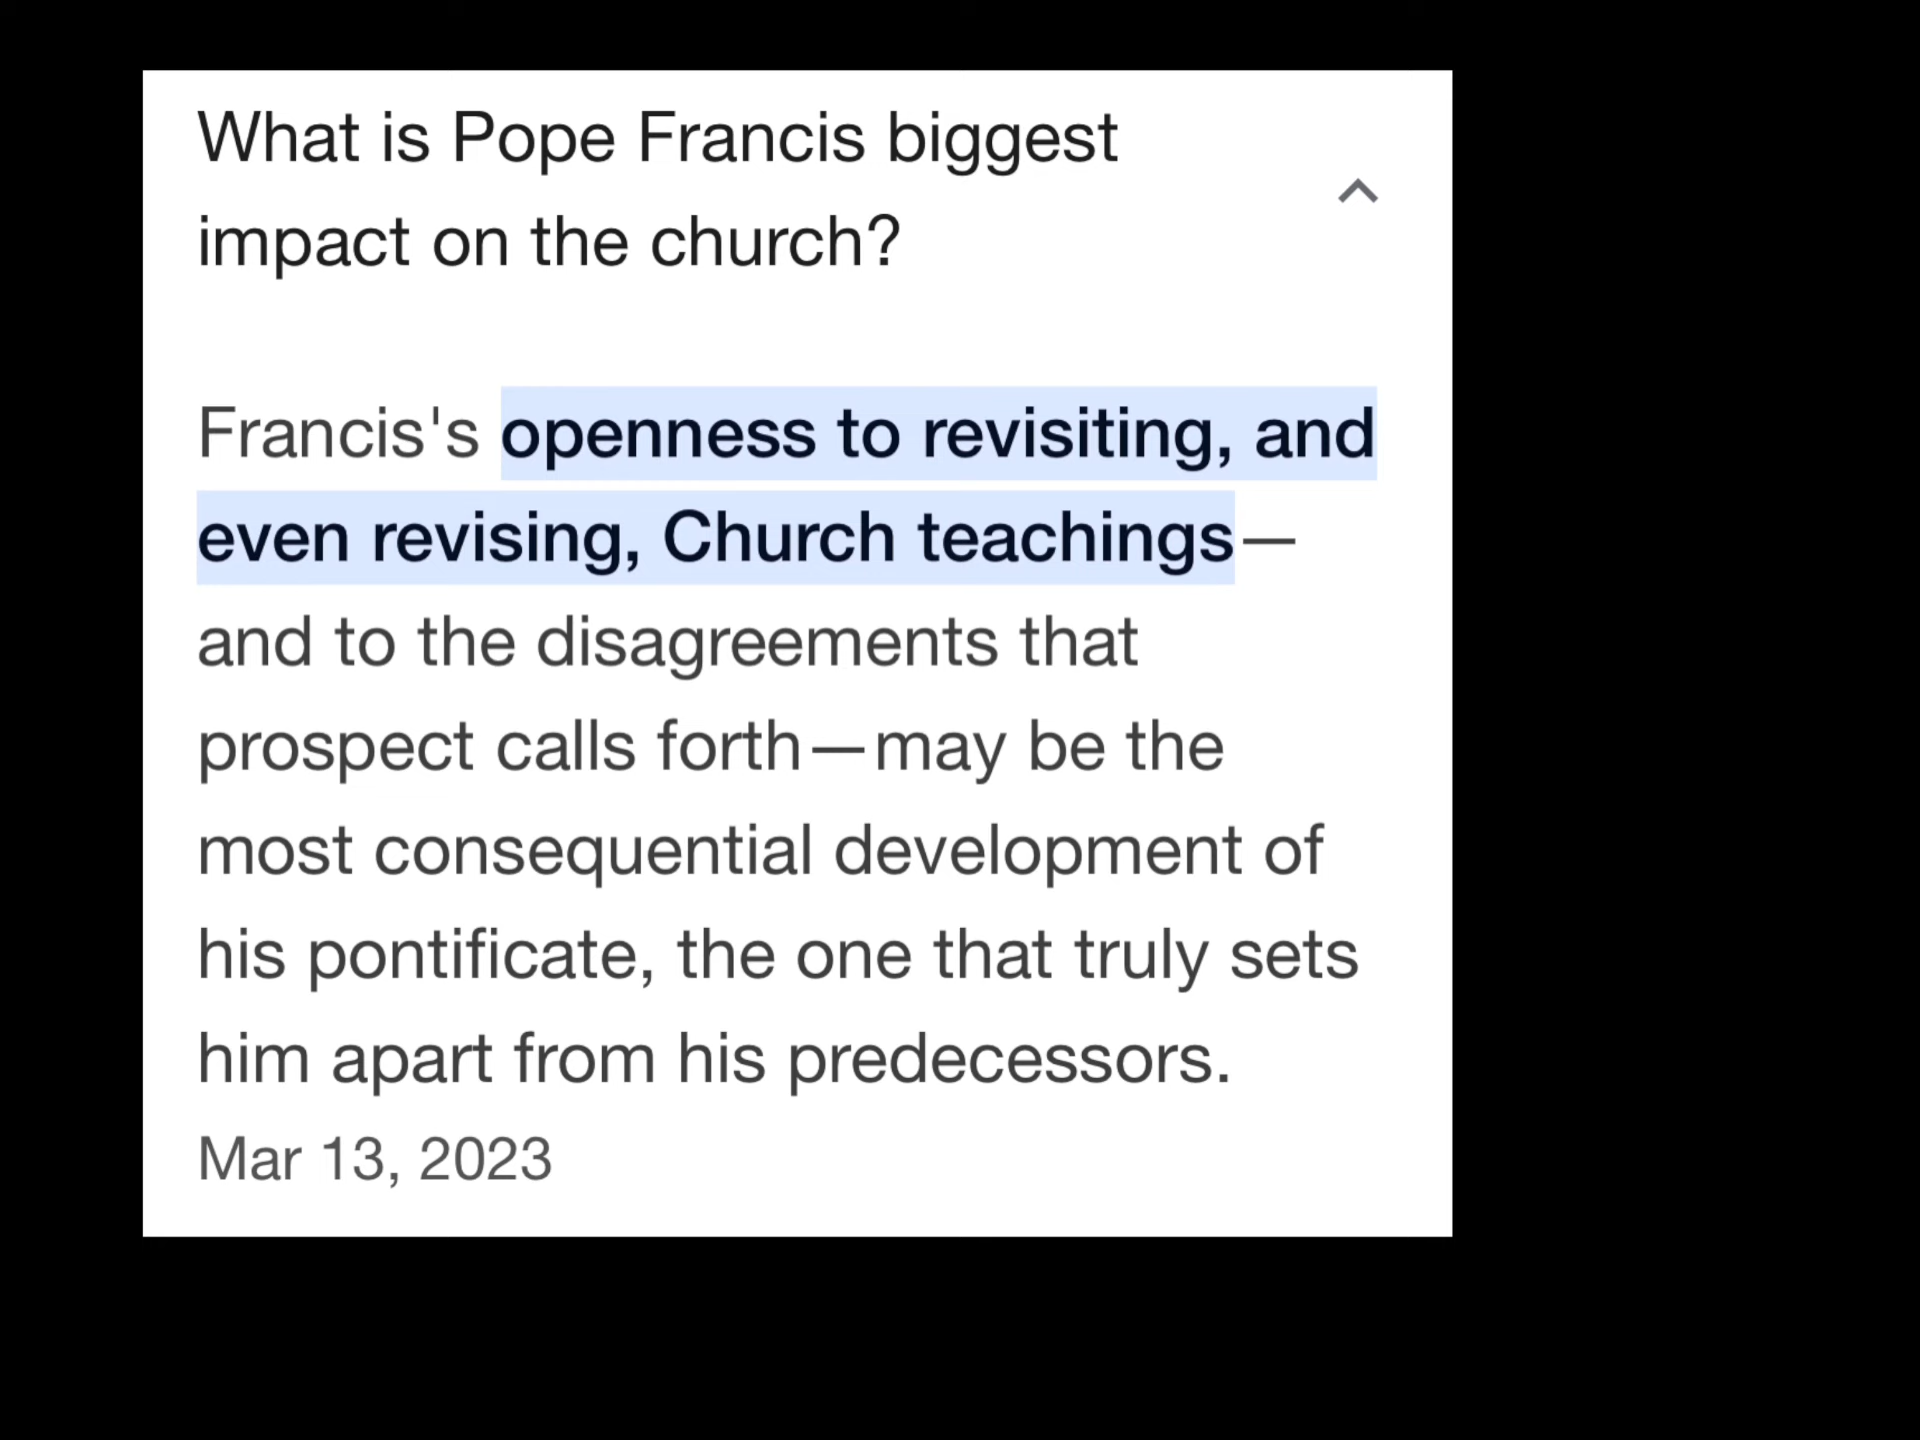 What is Pope Francis biggest
impact on the church?
Francis's openness to revisiting, and
even revising, Church teachings—
and to the disagreements that
prospect calls forth—may be the
most consequential development of
his pontificate, the one that truly sets
him apart from his predecessors.
Mar 13, 2023